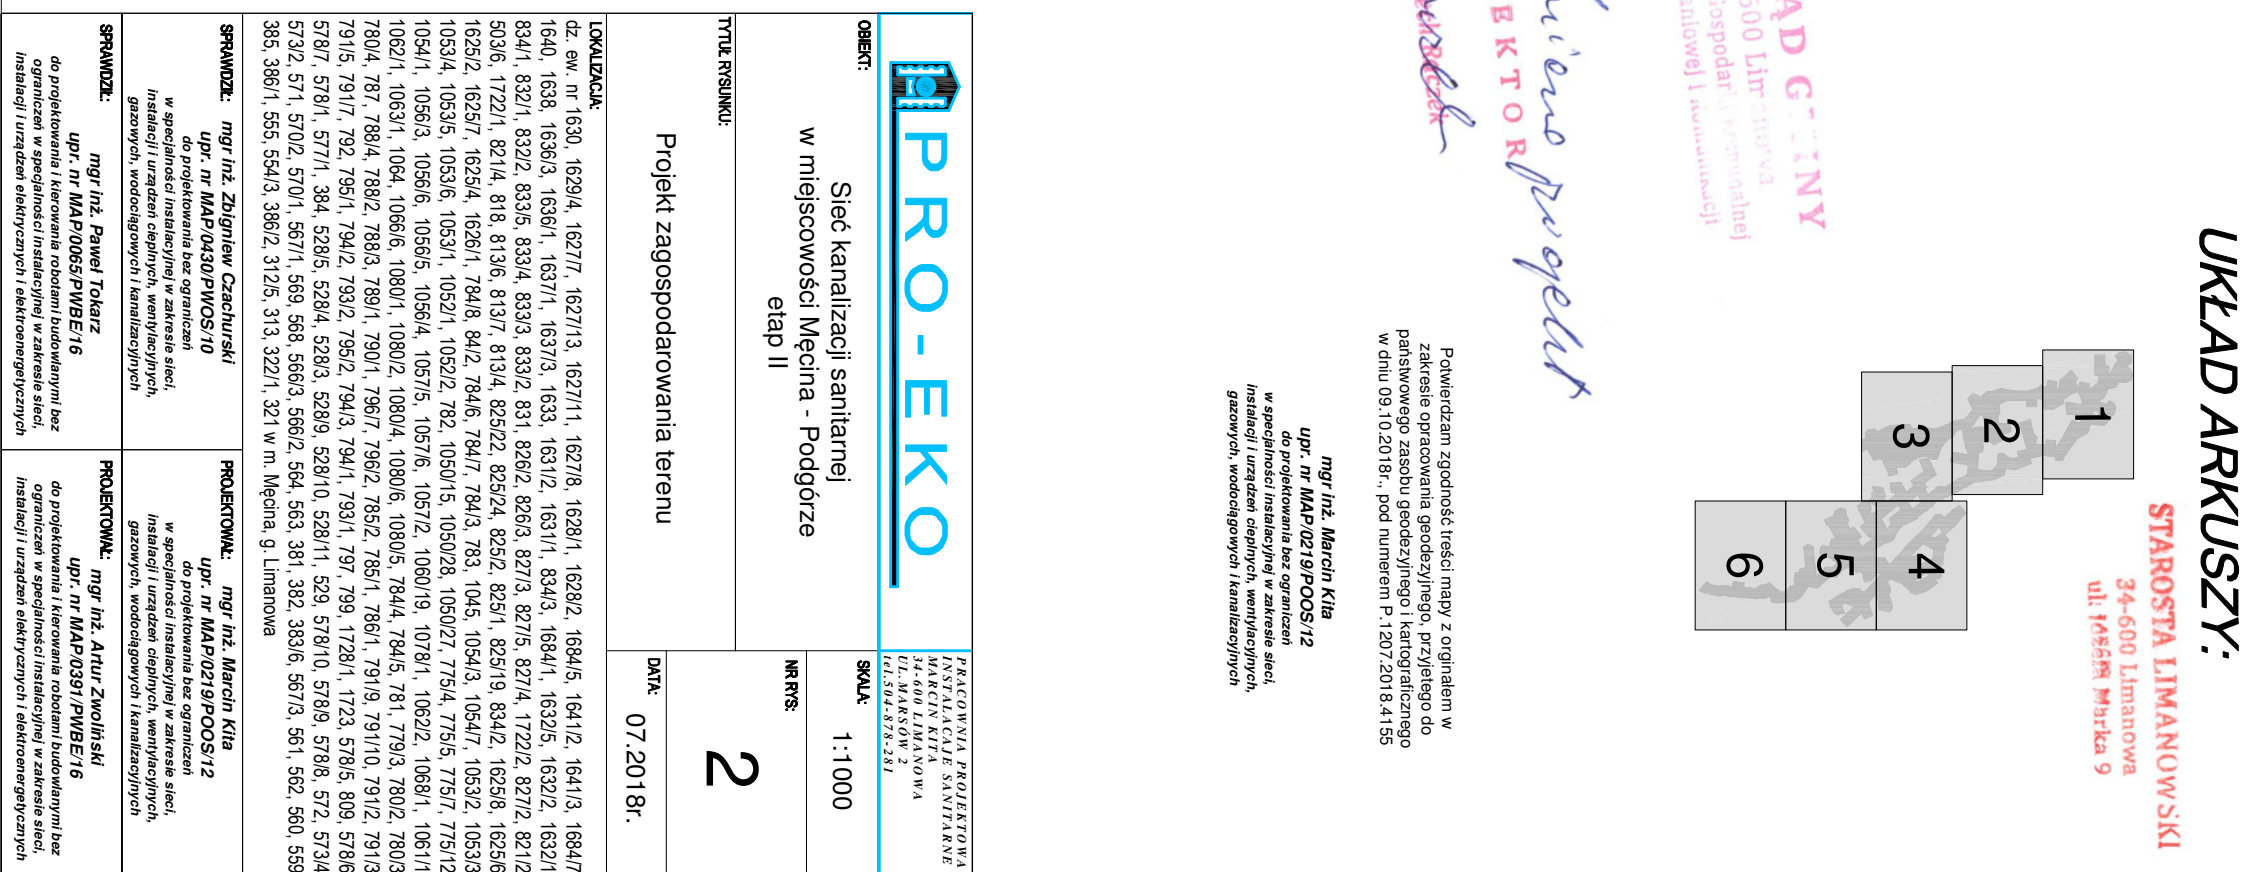 UKŁAD ARKUSZY:
1
2
3
4
5
6
STAROSTA LIMANOWSKI
34-600 Limanowa
ul. Józefa Marka 9
Potwierdzam zgodność treści mapy z orginałem w
zakresie opracowania geodezyjnego, przyjętego do
państwowego zasobu geodezyjnego i kartograficznego
w dniu 09.10.2018r., pod numerem P.1207.2018.4155
mgr inż. Marcin Kita
upr. nr MAP/0219/POOS/12
do projektowania bez ograniczeń
w specjalności instalacyjnej w zakresie sieci,
instalacji i urządzeń cieplnych, wentylacyjnych,
gazowych, wodociągowych i kanalizacyjnych
PRO-EKO
PRACOWNIA PROJEKTOWA
INSTALACAJE SANITARNE
MARCIN KITA
34-600 LIMANOWA
UL.MARSÓW 2
tel.504-878-281
OBIEKT:
Sieć kanalizacji sanitarnej
w miejscowości Męcina - Podgórze
etap II
SKALA:
1:1000
TYTUŁ RYSUNKU:
Projekt zagospodarowania terenu
NR RYS:
2
DATA:
07.2018r.
LOKALIZACJA:
dz. ew. nr 1630, 1629/4, 1627/7, 1627/13, 1627/11, 1627/8, 1628/1, 1628/2, 1684/5, 1641/2, 1641/3, 1684/7
1640, 1638, 1636/3, 1636/1, 1637/1, 1637/3, 1633, 1631/2, 1631/1, 834/3, 1684/1, 1632/5, 1632/2, 1632/1
834/1, 832/1, 832/2, 833/5, 833/4, 833/3, 833/2, 831, 826/2, 826/3, 827/3, 827/5, 827/4, 1722/2, 827/2, 821/2
503/6, 1722/1, 821/4, 818, 813/6, 813/7, 813/4, 825/22, 825/24, 825/2, 825/1, 825/19, 834/2, 1625/8, 1625/6
1625/2, 1625/7, 1625/4, 1626/1, 784/8, 84/2, 784/6, 784/7, 784/3, 783, 1045, 1054/3, 1054/7, 1053/2, 1053/3
1053/4, 1053/5, 1053/6, 1053/1, 1052/1, 1052/2, 782, 1050/15, 1050/28, 1050/27, 775/4, 775/5, 775/7, 775/12
1054/1, 1056/3, 1056/6, 1056/5, 1056/4, 1057/5, 1057/6, 1057/2, 1060/19, 1078/1, 1062/2, 1068/1, 1061/1
1062/1, 1063/1, 1064, 1066/6, 1080/1, 1080/2, 1080/4, 1080/6, 1080/5, 784/4, 784/5, 781, 779/3, 780/2, 780/3
780/4, 787, 788/4, 788/2, 788/3, 789/1, 790/1, 796/7, 796/2, 785/2, 785/1, 786/1, 791/9, 791/10, 791/2, 791/3
791/5, 791/7, 792, 795/1, 794/2, 793/2, 795/2, 794/3, 794/1, 793/1, 797, 799, 1728/1, 1723, 578/5, 809, 578/6
578/7, 578/1, 577/1, 384, 528/5, 528/4, 528/3, 528/9, 528/10, 528/11, 529, 578/10, 578/9, 578/8, 572, 573/4
573/2, 571, 570/2, 570/1, 567/1, 569, 568, 566/3, 566/2, 564, 563, 381, 382, 383/6, 567/3, 561, 562, 560, 559
385, 386/1, 555, 554/3, 386/2, 312/5, 313, 322/1, 321 w m. Męcina, g. Limanowa
SPRAWDZIŁ: mgr inż. Zbigniew Czachurski
upr. nr MAP/0430/PWOS/10
do projektowania bez ograniczeń
w specjalności instalacyjnej w zakresie sieci,
instalacji i urządzeń cieplnych, wentylacyjnych,
gazowych, wodociągowych i kanalizacyjnych
PROJEKTOWAŁ: mgr inż. Marcin Kita
upr. nr MAP/0219/POOS/12
do projektowania bez ograniczeń
w specjalności instalacyjnej w zakresie sieci,
instalacji i urządzeń cieplnych, wentylacyjnych,
gazowych, wodociągowych i kanalizacyjnych
SPRAWDZIŁ: mgr inż. Paweł Tokarz
upr. nr MAP/0065/PWBE/16
do projektowania i kierowania robotami budowlanymi bez
ograniczeń w specjalności instalacyjnej w zakresie sieci,
instalacji i urządzeń elektrycznych i elektroenergetycznych
PROJEKTOWAŁ: mgr inż. Artur Zwoliński
upr. nr MAP/0391/PWBE/16
do projektowania i kierowania robotami budowlanymi bez
ograniczeń w specjalności instalacyjnej w zakresie sieci,
instalacji i urządzeń elektrycznych i elektroenergetycznych